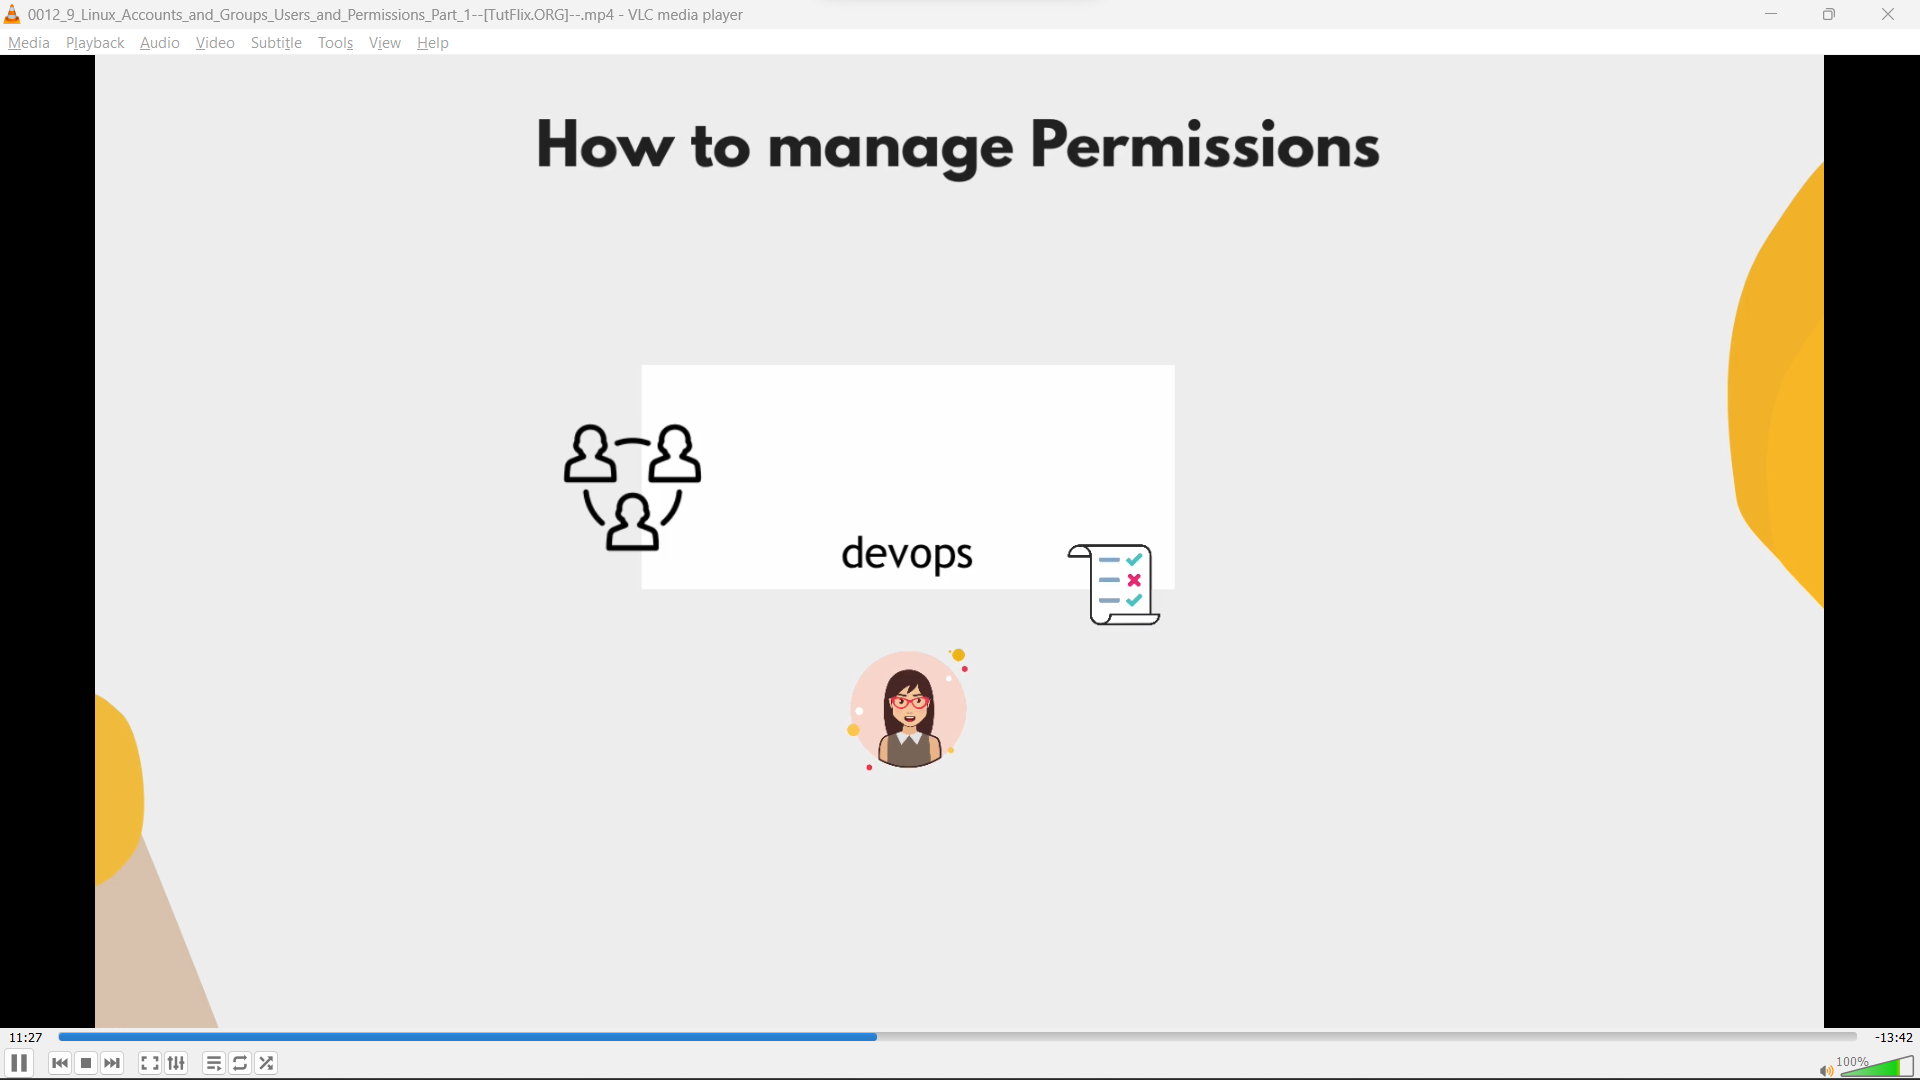 0012_9_Linux_Accounts_and_Groups_Users_and_Permissions_Part_1--[TutFlix.ORG]--.mp4 - VLC media player
Media Playback Audio Video Subtitle Tools View Help
How to manage Permissions
devops
11:27
-13:42
100%